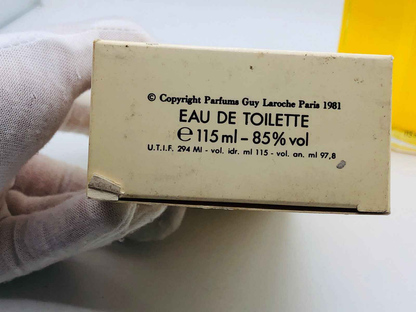 © Copyright Parfums Guy Laroche Paris 1981
EAU DE TOILETTE
℮ 115 ml – 85% vol
U.T.I.F. 294 MI - vol. idr. ml 115 - vol. an. ml 97,8